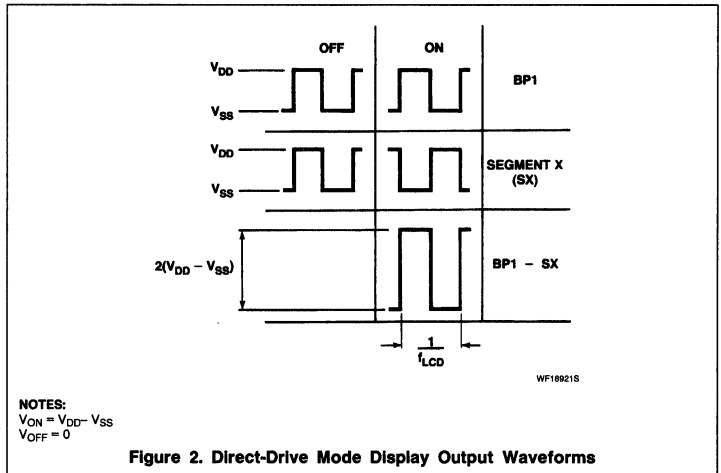 OFF ON
V_DD
V_SS
BP1
V_DD
V_SS
SEGMENT X
(SX)
2(V_DD – V_SS)
BP1 – SX
1
f_LCD
WF18921S
NOTES:
V_ON = V_DD– V_SS
V_OFF = 0
Figure 2. Direct-Drive Mode Display Output Waveforms